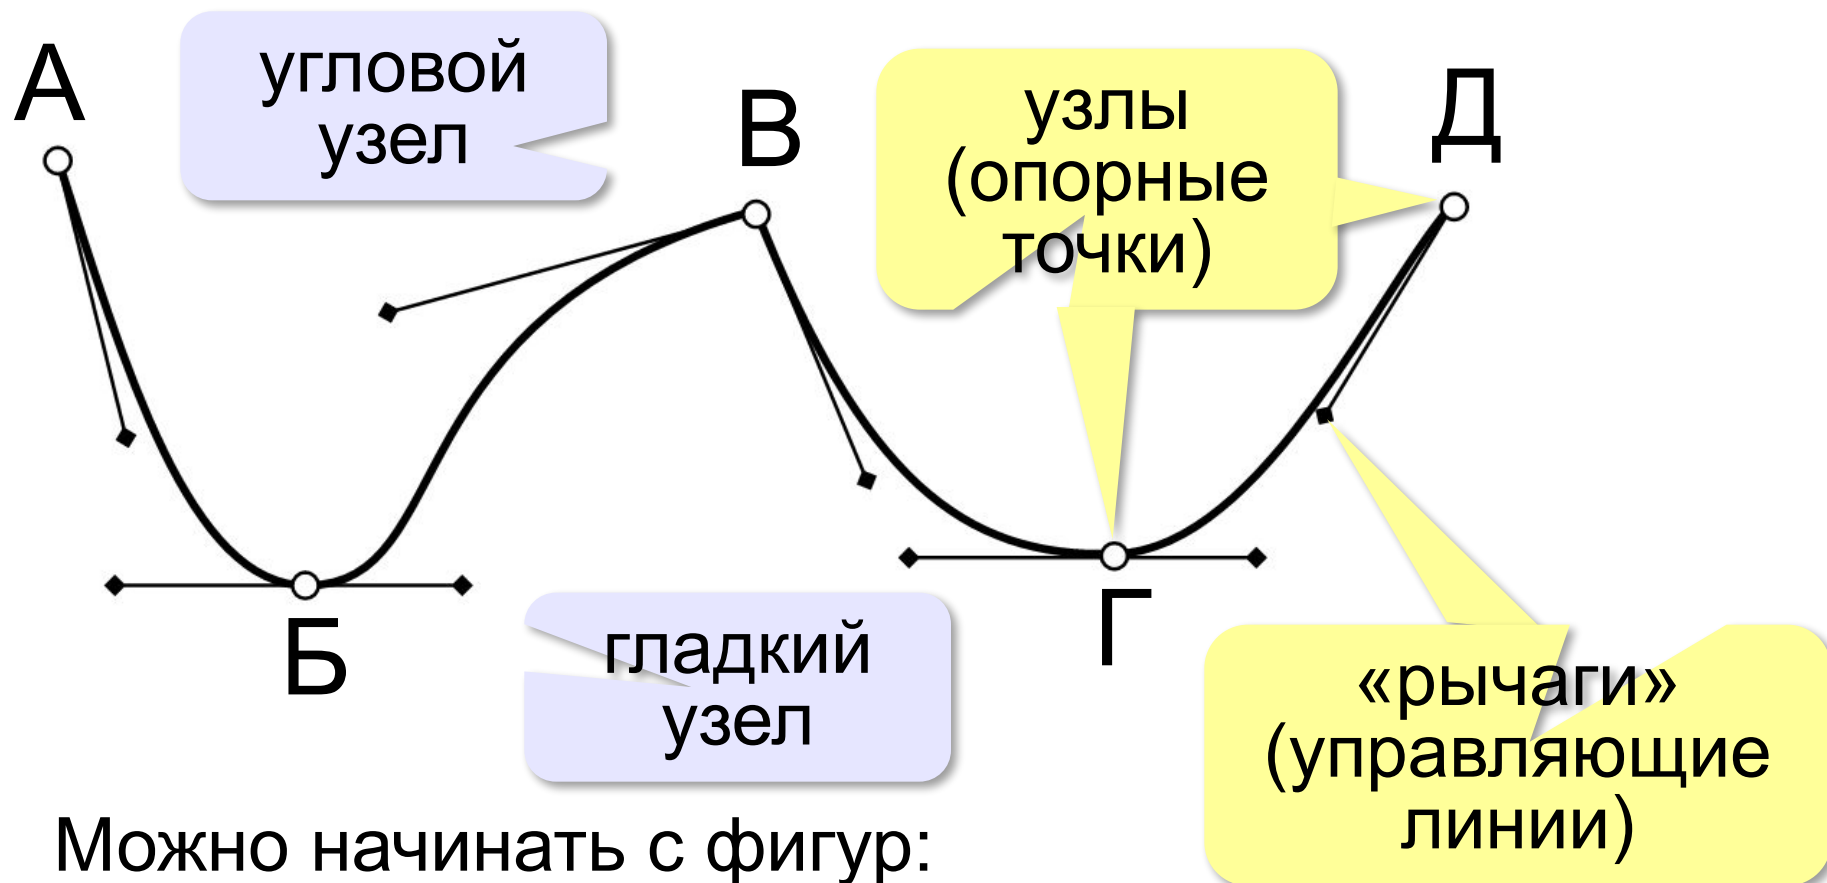 А
угловой
узел
В
узлы
(опорные
точки)
Д
Б
гладкий
узел
Г
«рычаги»
(управляющие
линии)
Можно начинать с фигур: